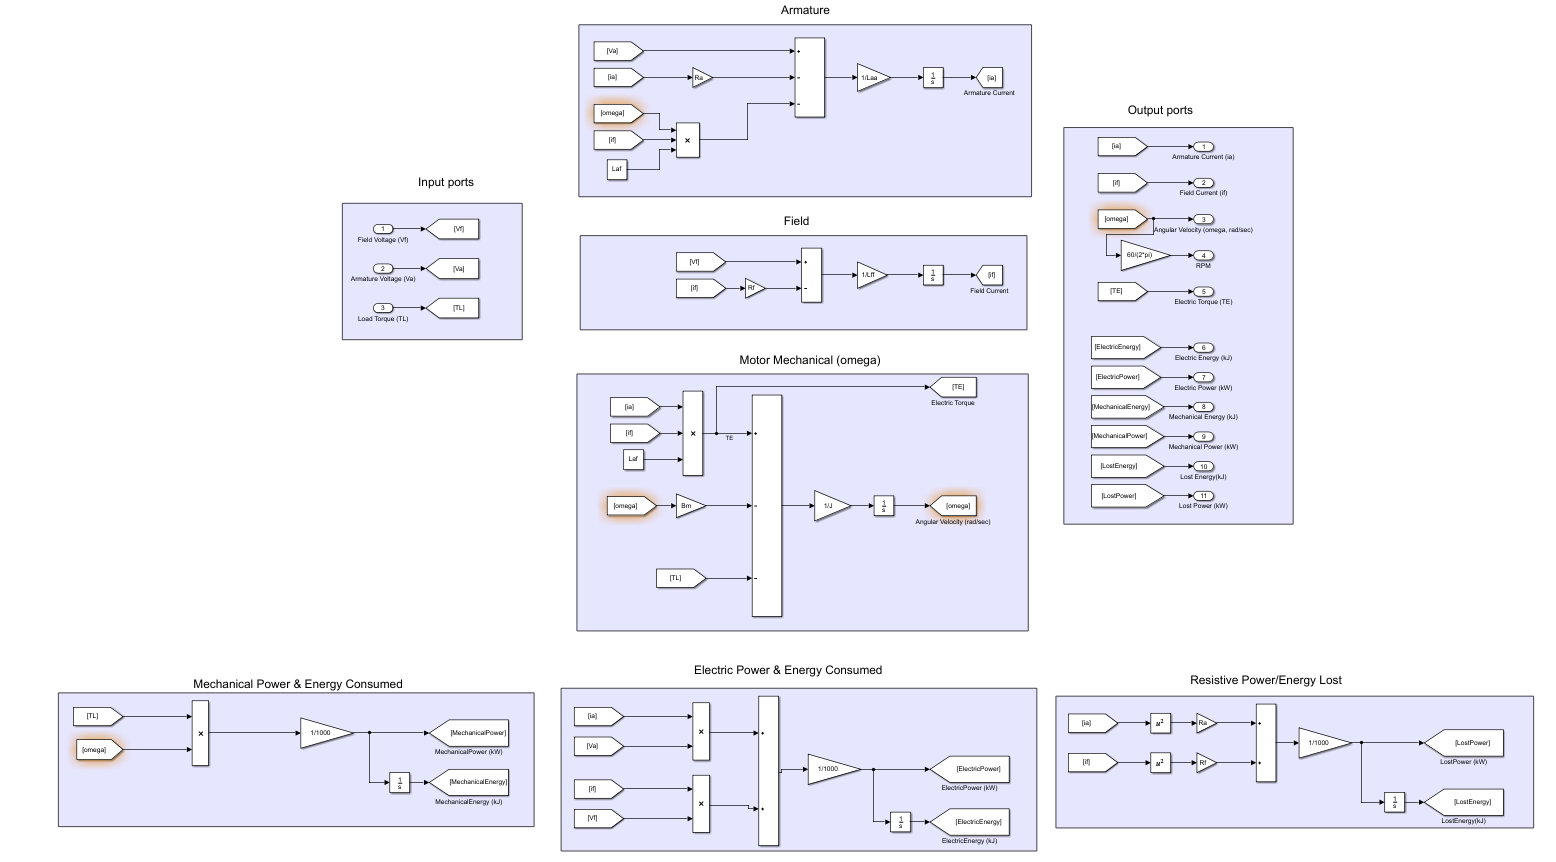 Armature
[Va]
[ia]
Ra
[omega]
[if]
Laf
×
+
-
-
1/Laa
1
s
[ia]
Armature Current
Input ports
1
Field Voltage (Vf)
[Vf]
2
Armature Voltage (Va)
[Va]
3
Load Torque (TL)
[TL]
Field
[Vf]
[if]
Rf
+
-
1/Lff
1
s
[if]
Field Current
Motor Mechanical (omega)
[ia]
[if]
Laf
×
TE
[TE]
Electric Torque
[omega]
Bm
[TL]
+
-
-
1/J
1
s
[omega]
Angular Velocity (rad/sec)
Output ports
[ia]
1
Armature Current (ia)
[if]
2
Field Current (if)
[omega]
3
Angular Velocity (omega, rad/sec)
60/(2*pi)
4
RPM
[TE]
5
Electric Torque (TE)
[ElectricEnergy]
6
Electric Energy (kJ)
[ElectricPower]
7
Electric Power (kW)
[MechanicalEnergy]
8
Mechanical Energy (kJ)
[MechanicalPower]
9
Mechanical Power (kW)
[LostEnergy]
10
Lost Energy(kJ)
[LostPower]
11
Lost Power (kW)
Mechanical Power & Energy Consumed
[TL]
[omega]
×
1/1000
[MechanicalPower]
MechanicalPower (kW)
1
s
[MechanicalEnergy]
MechanicalEnergy (kJ)
Electric Power & Energy Consumed
[ia]
[Va]
×
[if]
[Vf]
×
+
+
1/1000
[ElectricPower]
ElectricPower (kW)
1
s
[ElectricEnergy]
ElectricEnergy (kJ)
Resistive Power/Energy Lost
[ia]
u²
Ra
[if]
u²
Rf
+
+
1/1000
[LostPower]
LostPower (kW)
1
s
[LostEnergy]
LostEnergy(kJ)